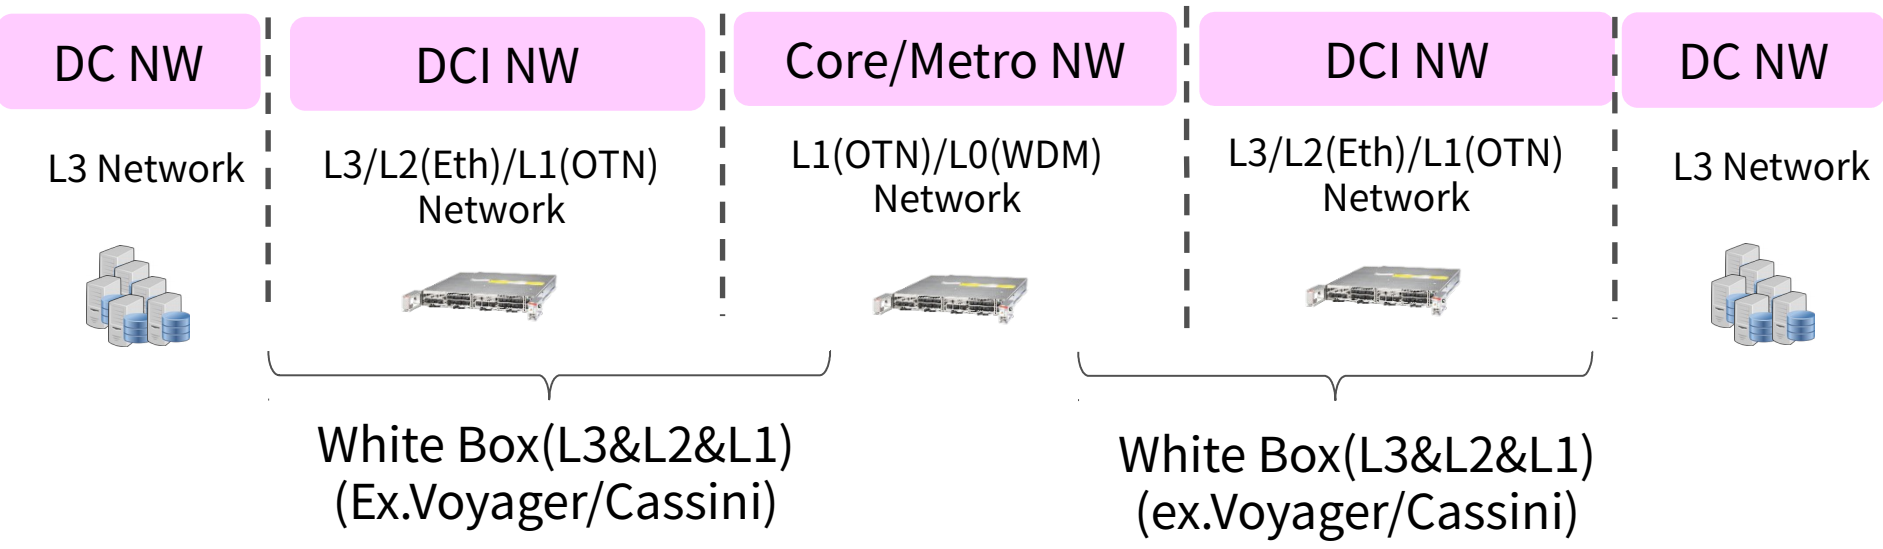 DC NW
DCI NW
Core/Metro NW
DCI NW
DC NW
L3 Network
L3/L2(Eth)/L1(OTN)
Network
L1(OTN)/L0(WDM)
Network
L3/L2(Eth)/L1(OTN)
Network
L3 Network
White Box(L3&L2&L1)
(Ex.Voyager/Cassini)
White Box(L3&L2&L1)
(ex.Voyager/Cassini)